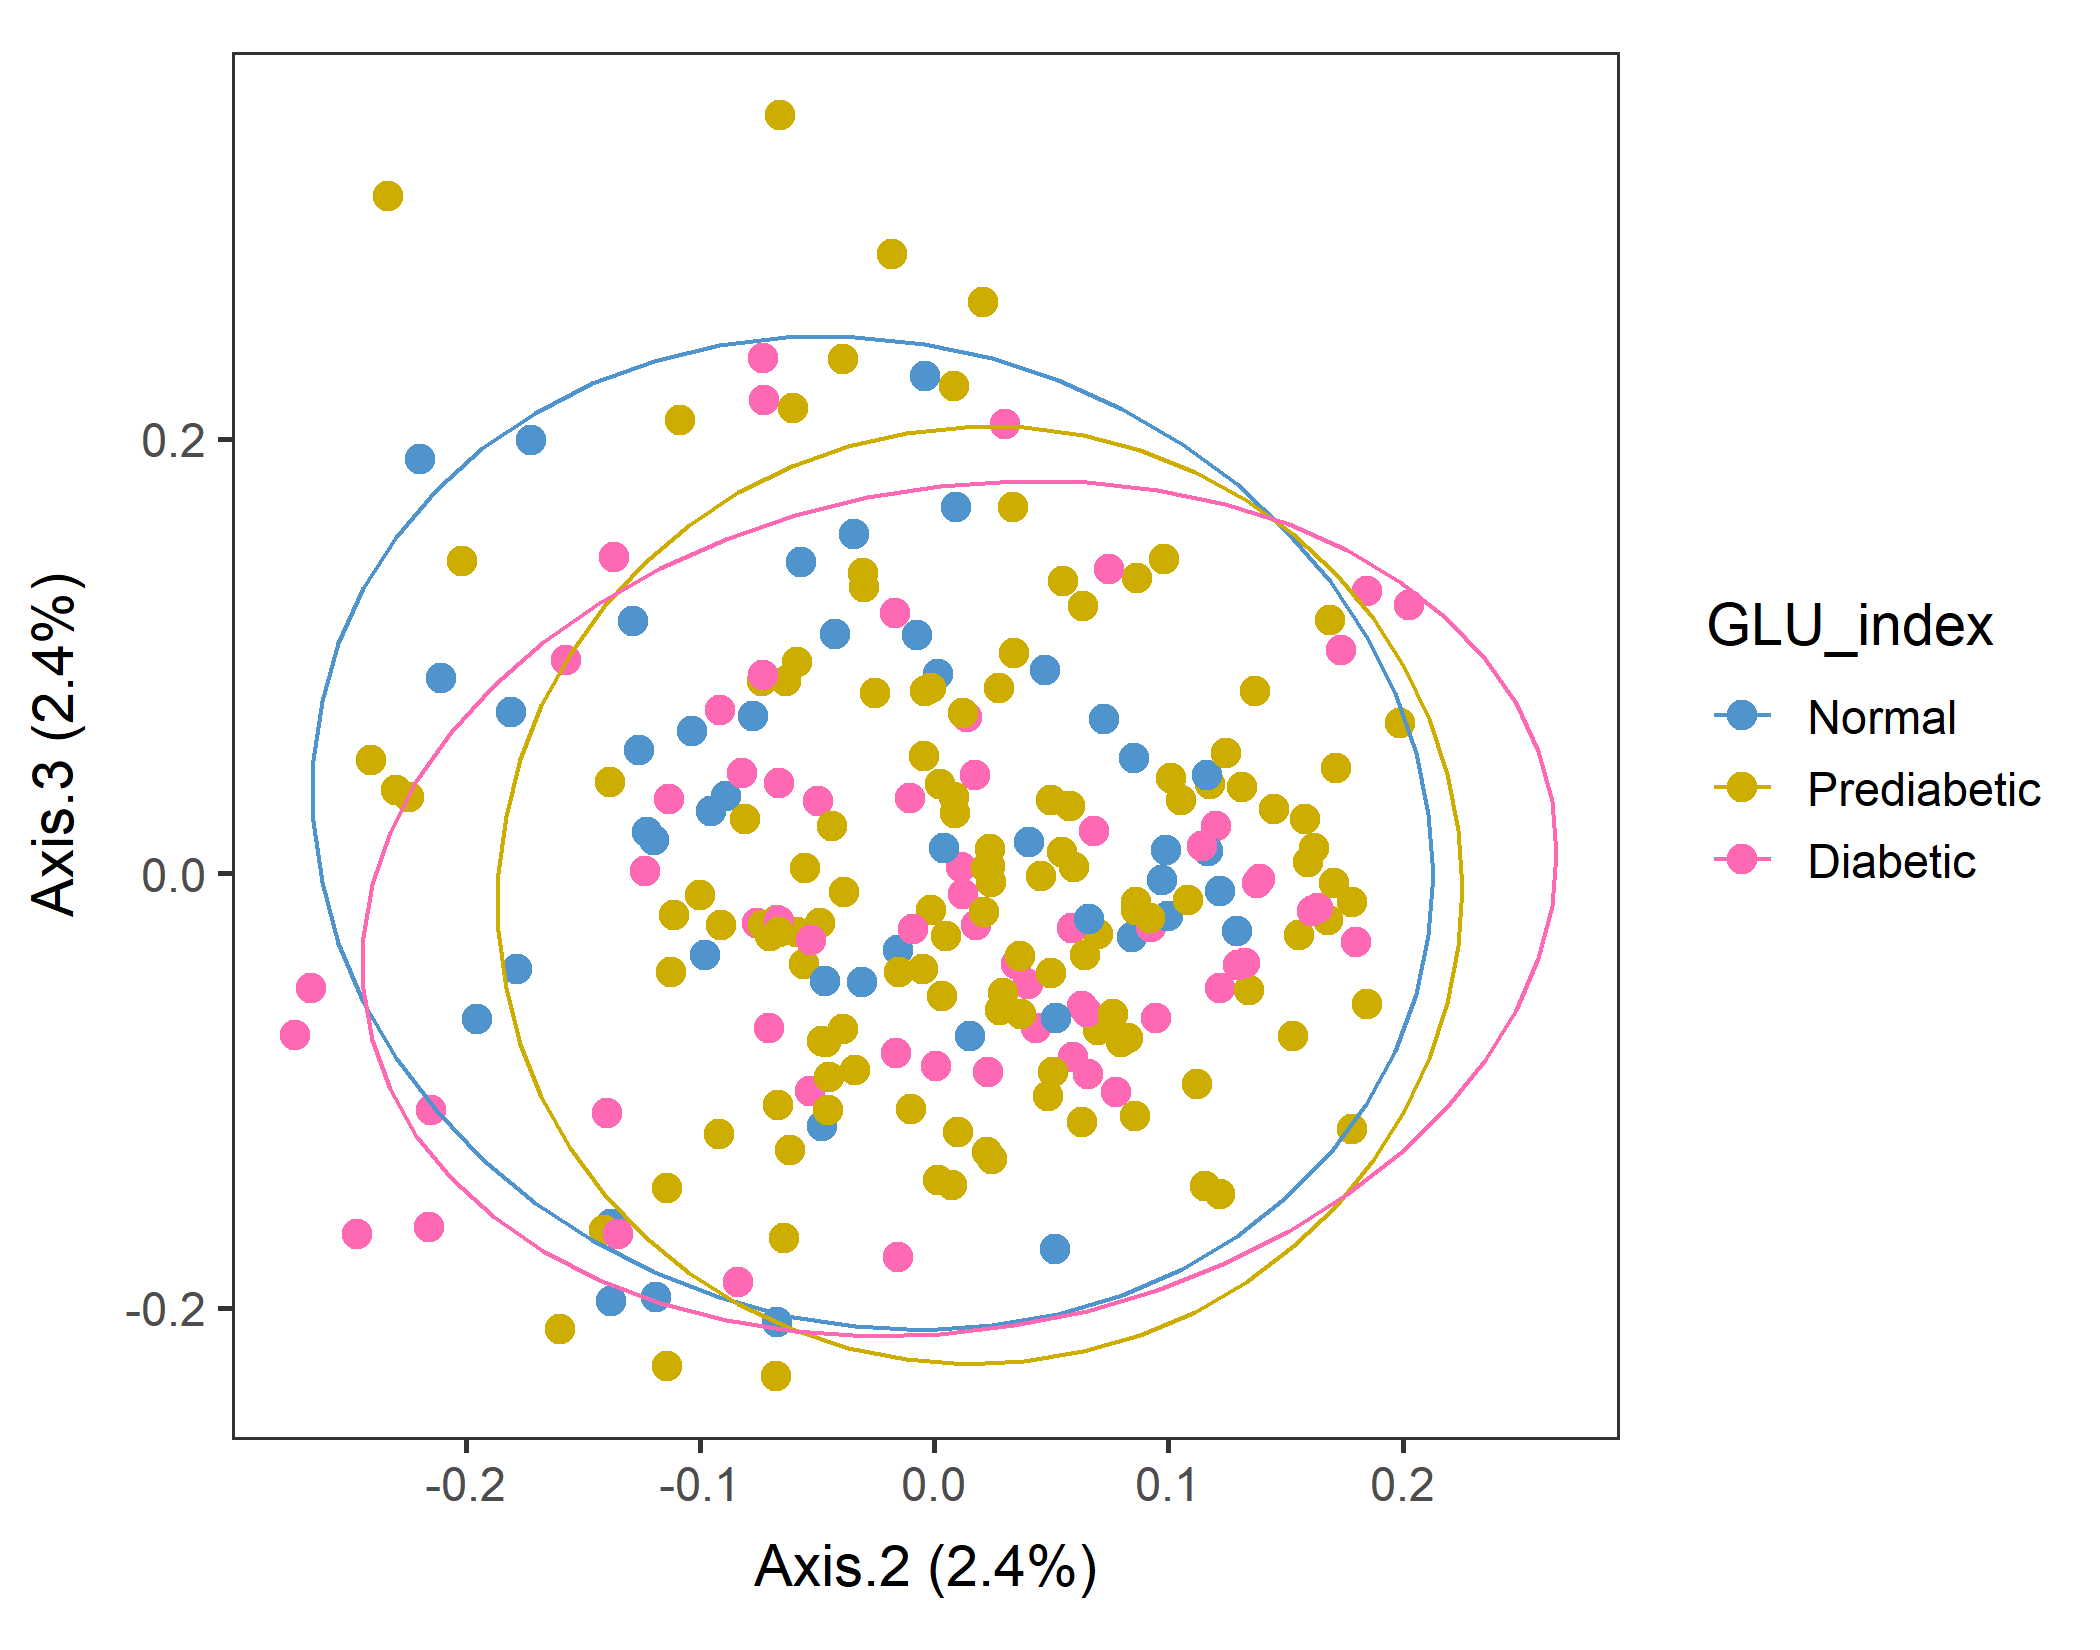 Axis.3 (2.4%)
0.2
0.0
-0.2
-0.2
-0.1
0.0
0.1
0.2
Axis.2 (2.4%)
GLU_index
Normal
Prediabetic
Diabetic